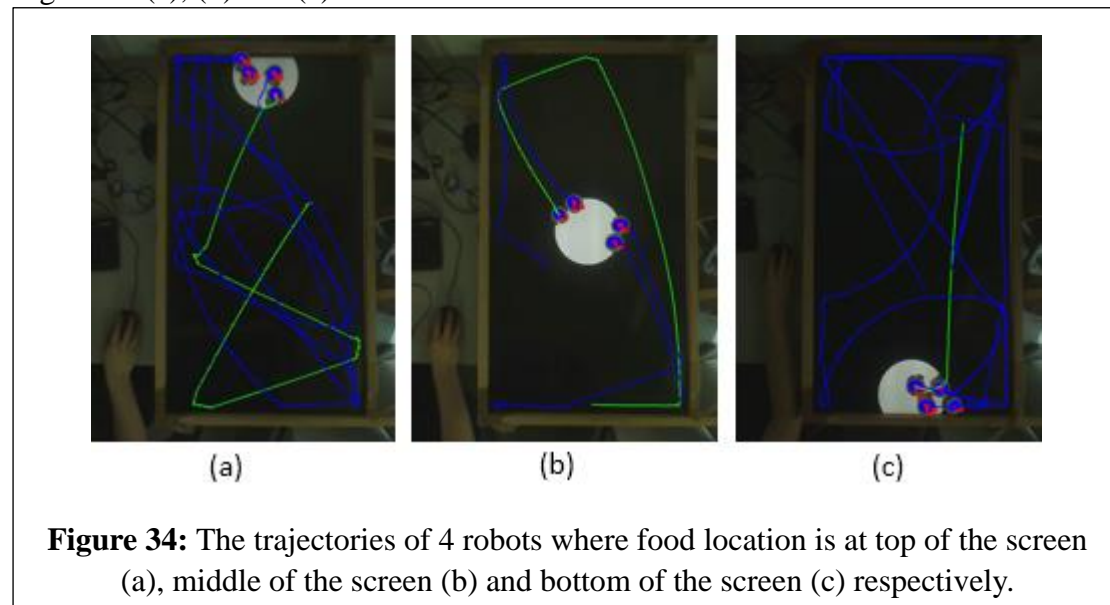 (a)
(b)
(c)
Figure 34: The trajectories of 4 robots where food location is at top of the screen
(a), middle of the screen (b) and bottom of the screen (c) respectively.